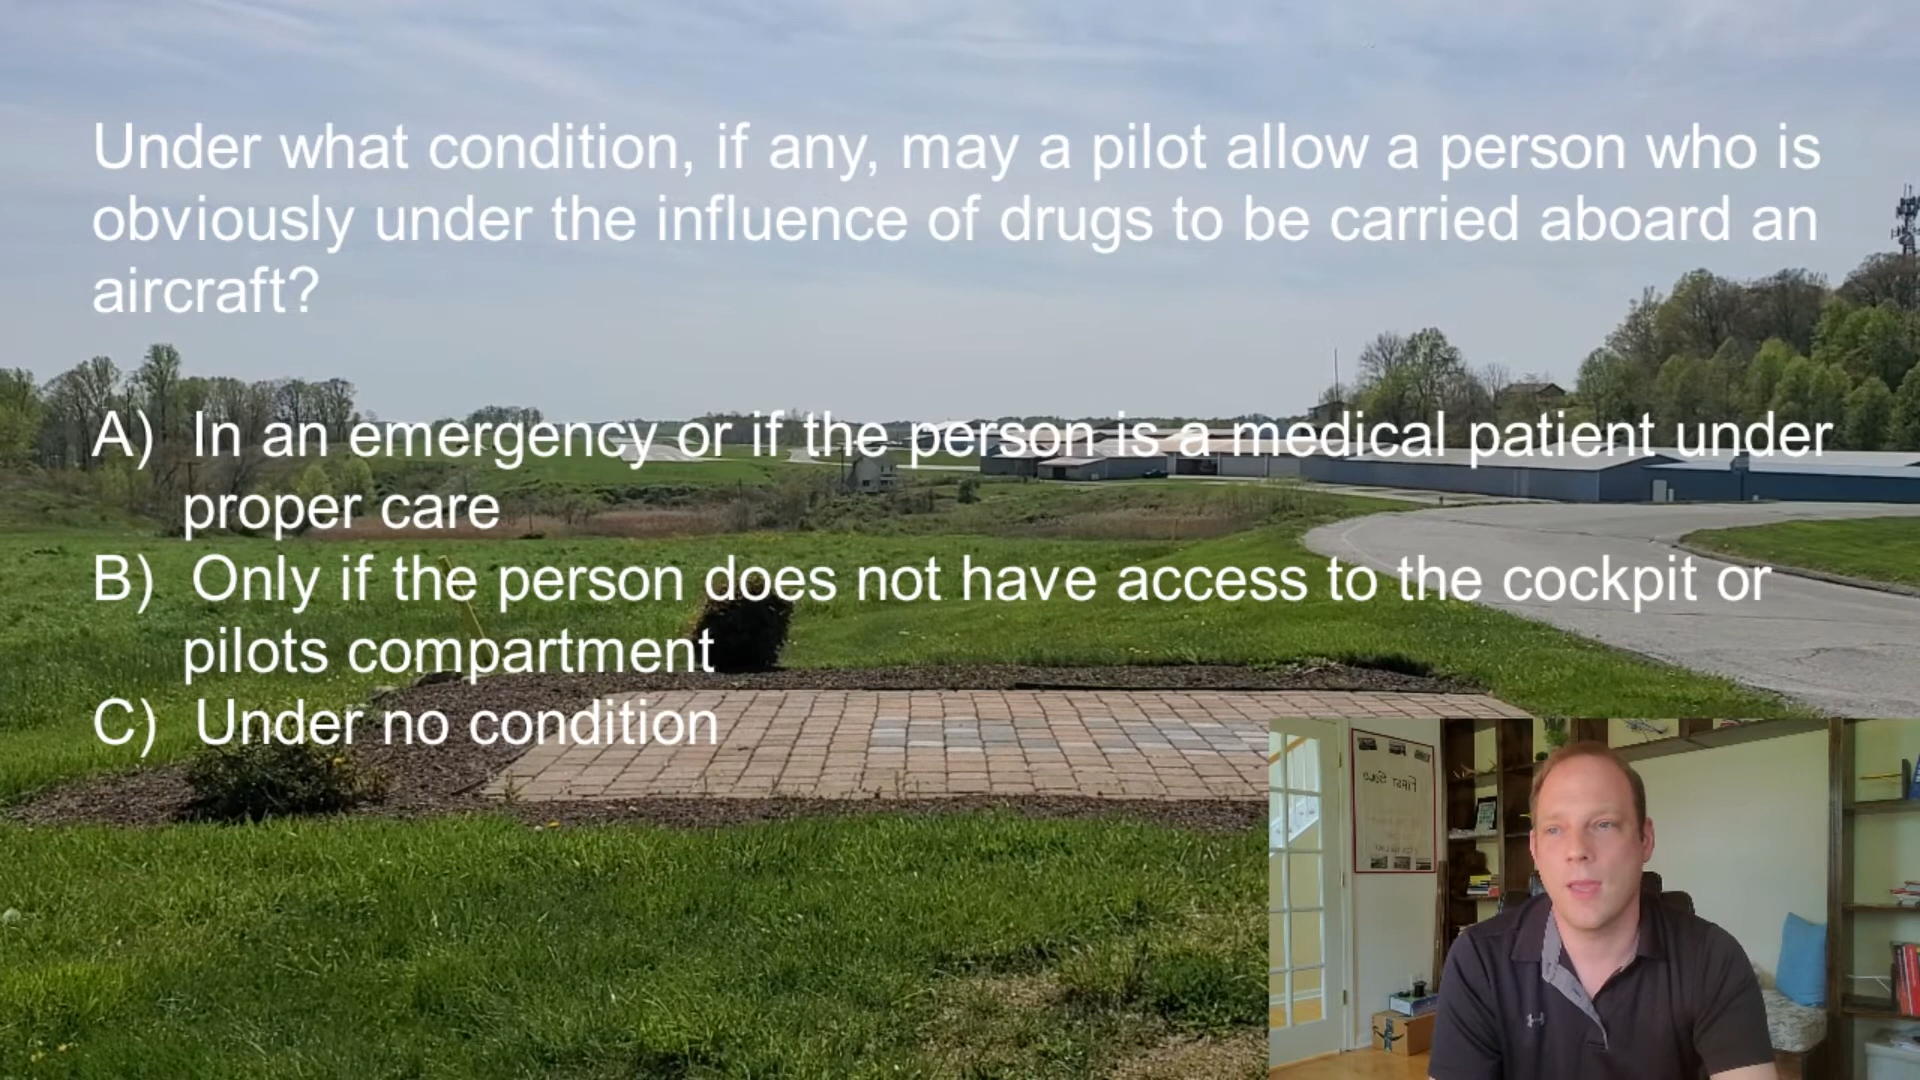 Under what condition, if any, may a pilot allow a person who is
obviously under the influence of drugs to be carried aboard an
aircraft?
A) In an emergency or if the person is a medical patient under
proper care
B) Only if the person does not have access to the cockpit or
pilots compartment
C) Under no condition
FIRST SOLO